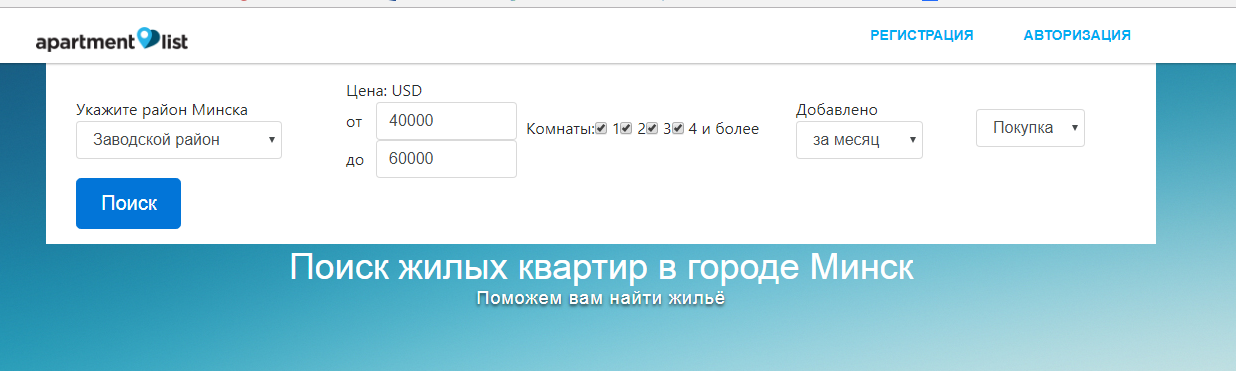 apartment list
РЕГИСТРАЦИЯ
АВТОРИЗАЦИЯ
Укажите район Минска
Заводской район
Цена: USD
от 40000
до 60000
Комнаты: 1 2 3 4 и более
Добавлено
за месяц
Покупка
Поиск
Поиск жилых квартир в городе Минск
Поможем вам найти жильё